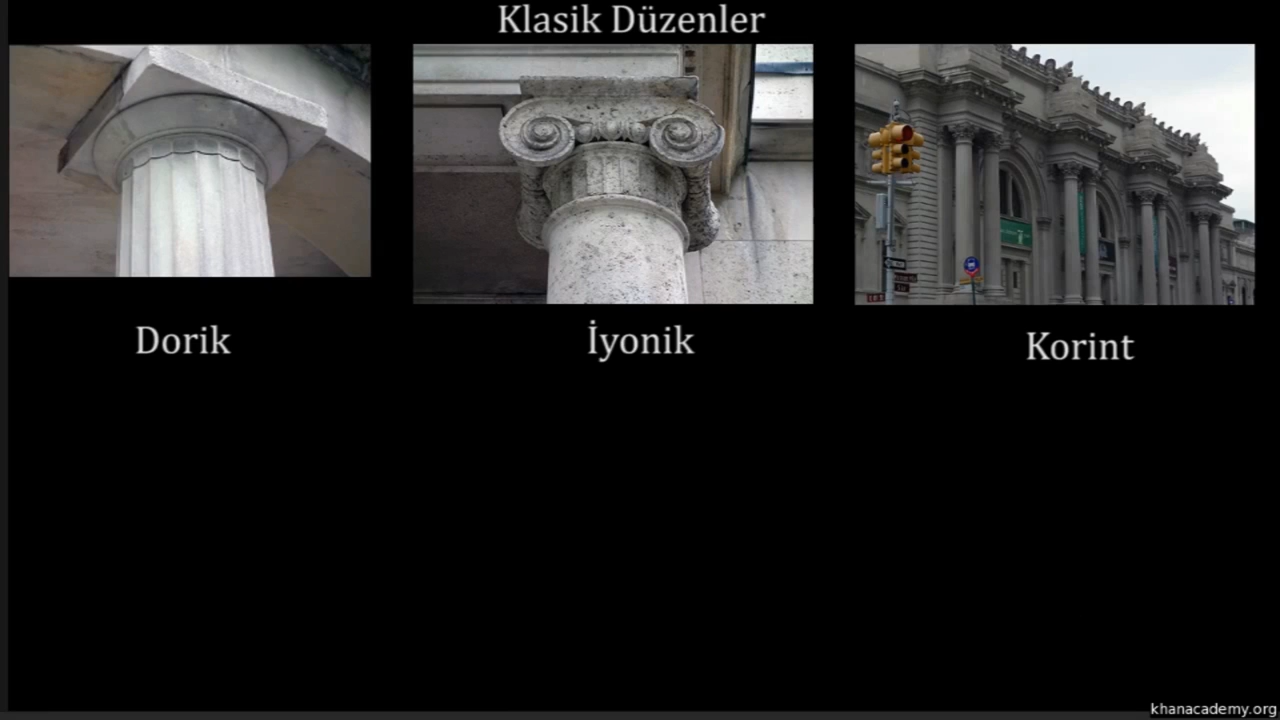 Klasik Düzenler
Dorik
İyonik
Korint
khanacademy.org